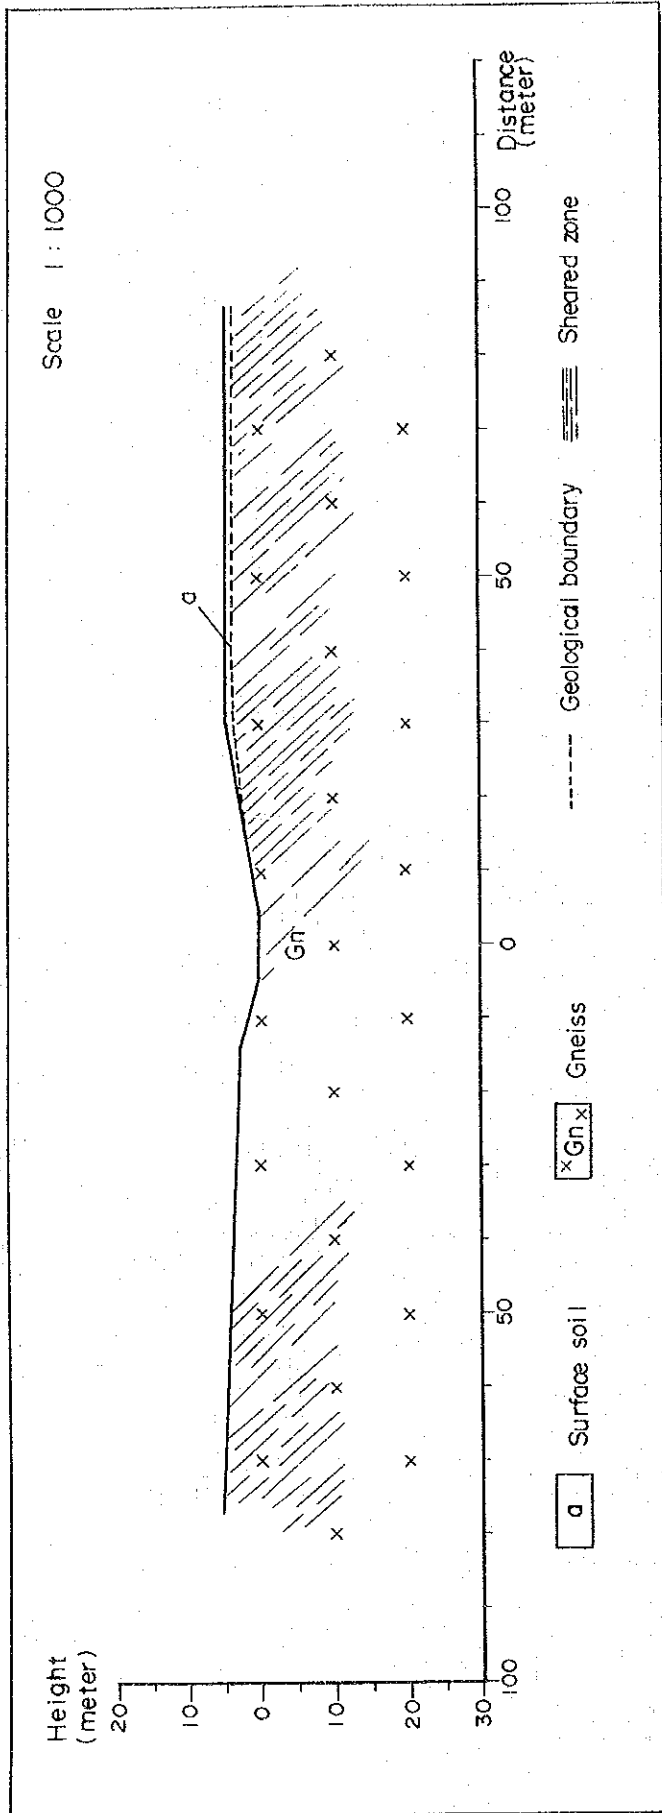 Scale 1 : 1000
Height
(meter)
20
10
0
10
20
30
a
Gn
100
50
0
50
100
Distance
(meter)
a Surface soil
Gn Gneiss
Geological boundary
Sheared zone